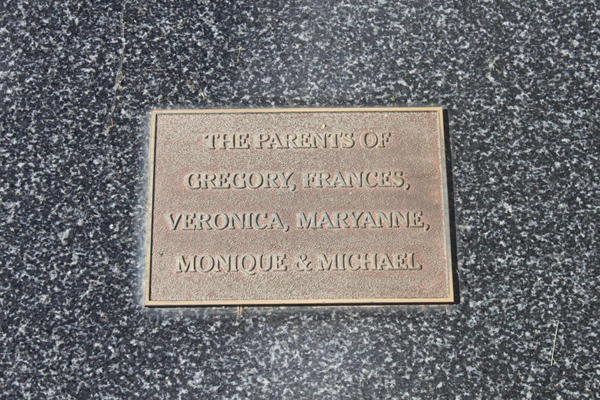 THE PARENTS OF
GREGORY, FRANCES,
VERONICA, MARYANNE,
MONIQUE & MICHAEL